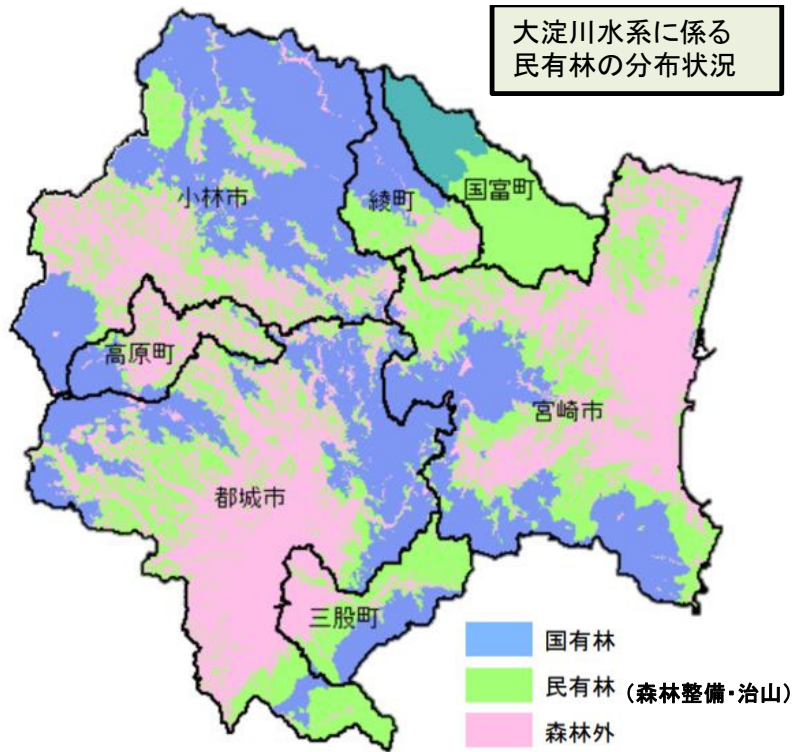 大淀川水系に係る
民有林の分布状況
小林市
綾町
国富町
高原町
宮崎市
都城市
三股町
国有林
民有林 (森林整備・治山)
森林外